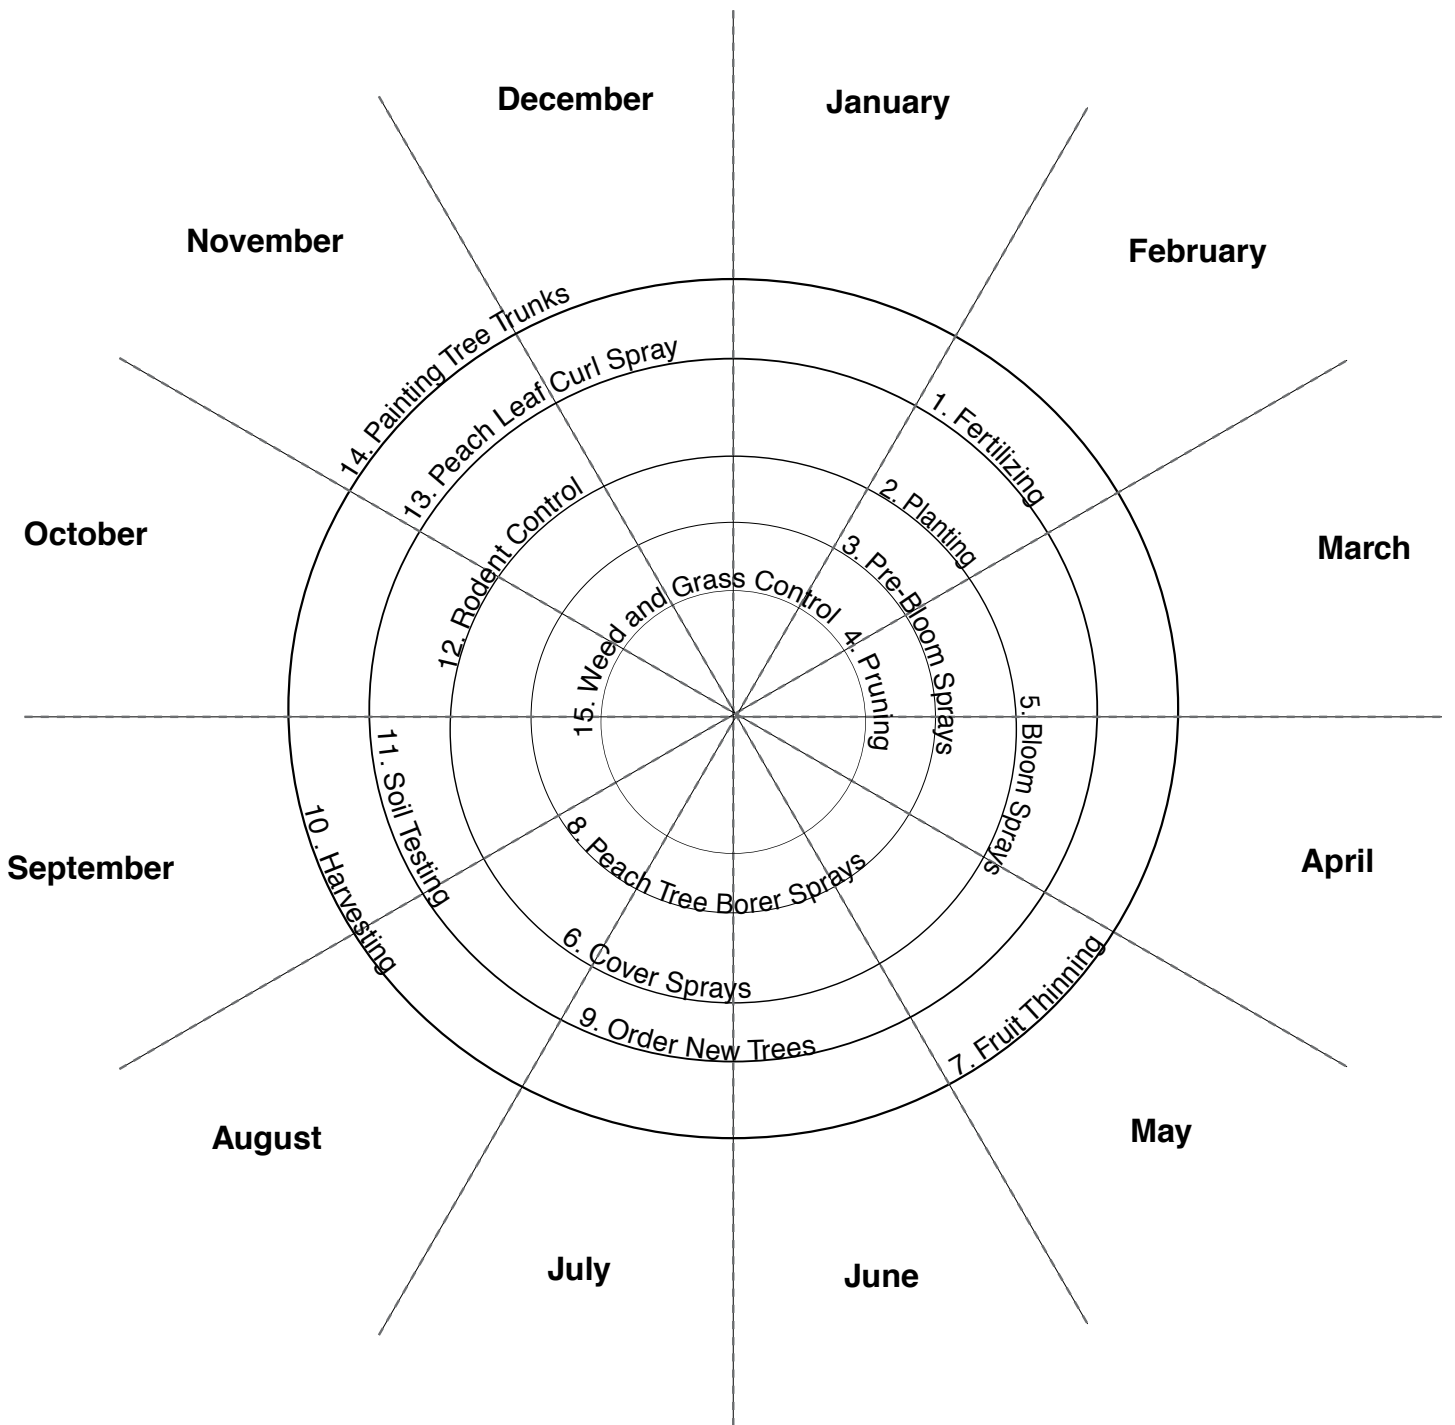 December
January
November
February
14. Painting Tree Trunks
13. Peach Leaf Curl Spray
1. Fertilizing
12. Rodent Control
2. Planting
3. Pre-Bloom Sprays
October
March
15. Weed and Grass Control
4. Pruning
5. Bloom Sprays
11. Soil Testing
10 . Harvesting
8. Peach Tree Borer Sprays
September
April
6. Cover Sprays
7. Fruit Thinning
9. Order New Trees
August
May
July
June